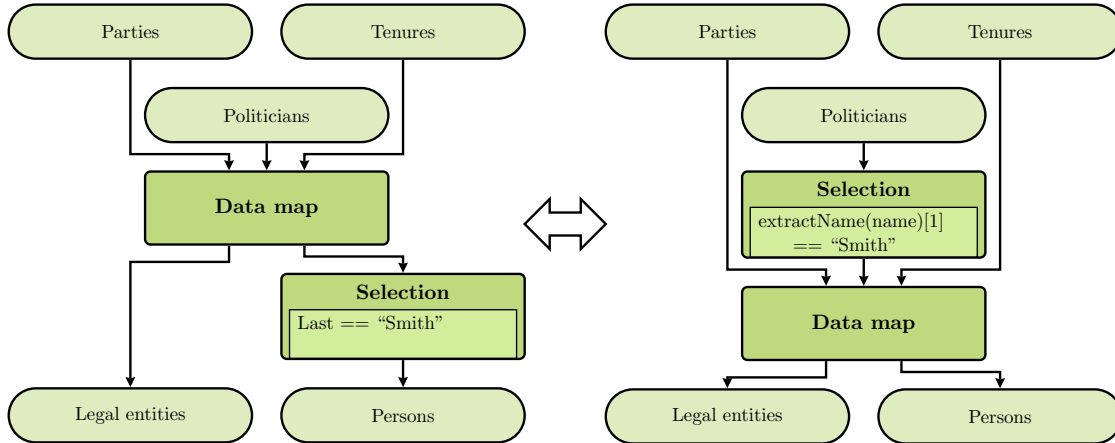 Parties
Tenures
Politicians
Data map
Selection
Last == “Smith”
Legal entities
Persons
Parties
Tenures
Politicians
Selection
extractName(name)[1]
== “Smith”
Data map
Legal entities
Persons